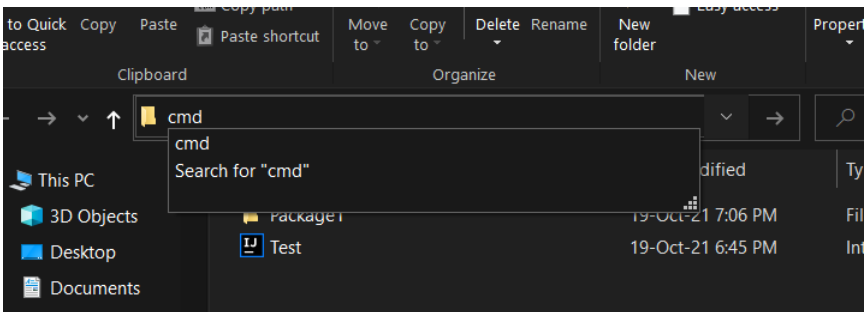 Copy path
Easy access
to Quick Copy Paste Paste shortcut Move Copy Delete Rename New Propert
access to to folder
Clipboard Organize New
cmd
cmd
Search for "cmd"
This PC dified Ty
3D Objects Package1 19-Oct-21 7:06 PM Fil
Desktop IJ Test 19-Oct-21 6:45 PM Int
Documents